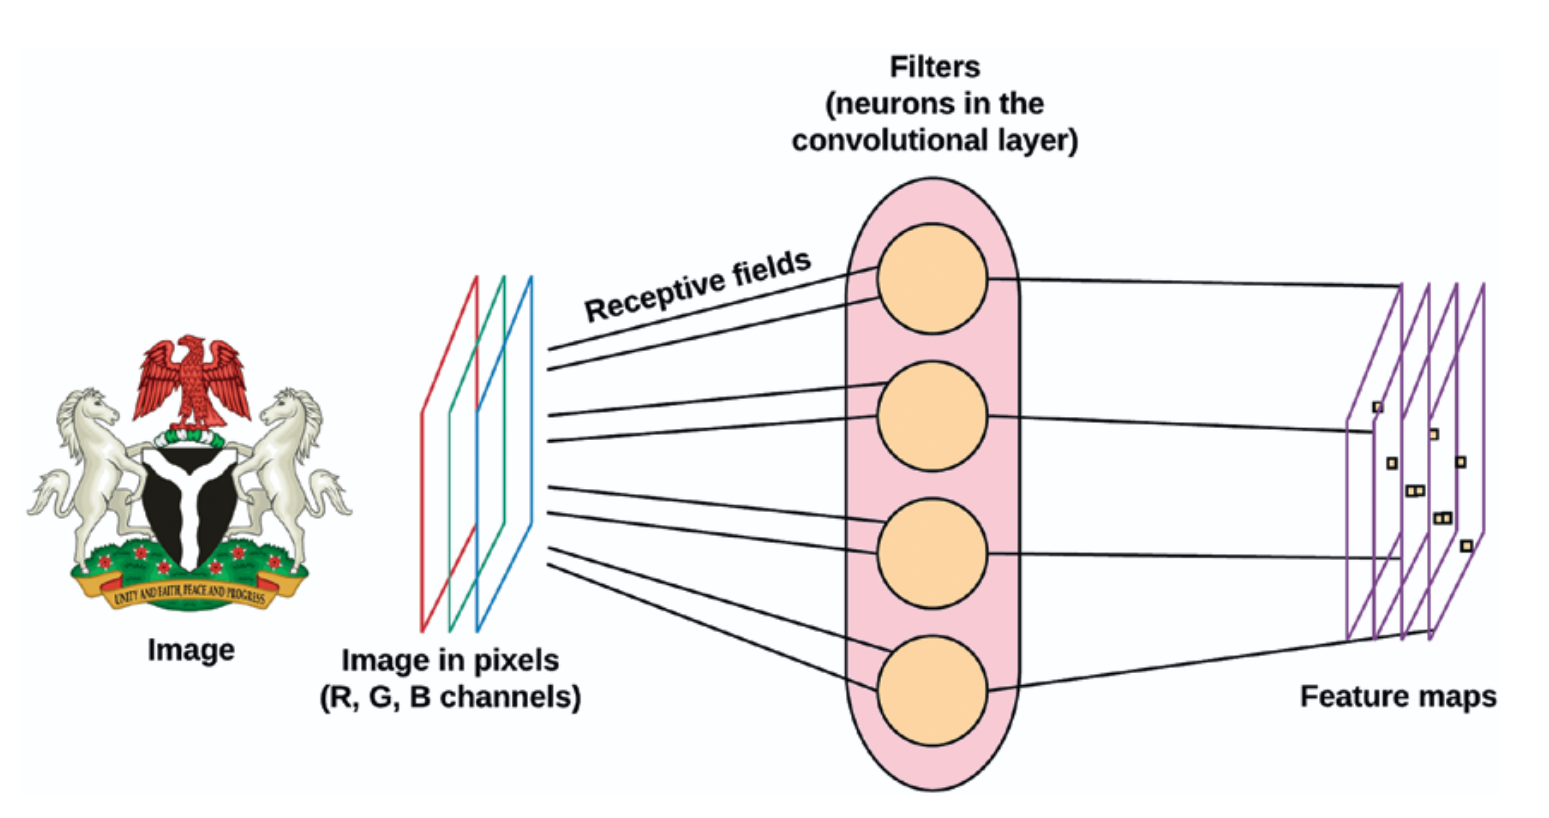 Filters
(neurons in the
convolutional layer)
Receptive fields
UNITY AND FAITH, PEACE AND PROGRESS
Image
Image in pixels
(R, G, B channels)
Feature maps